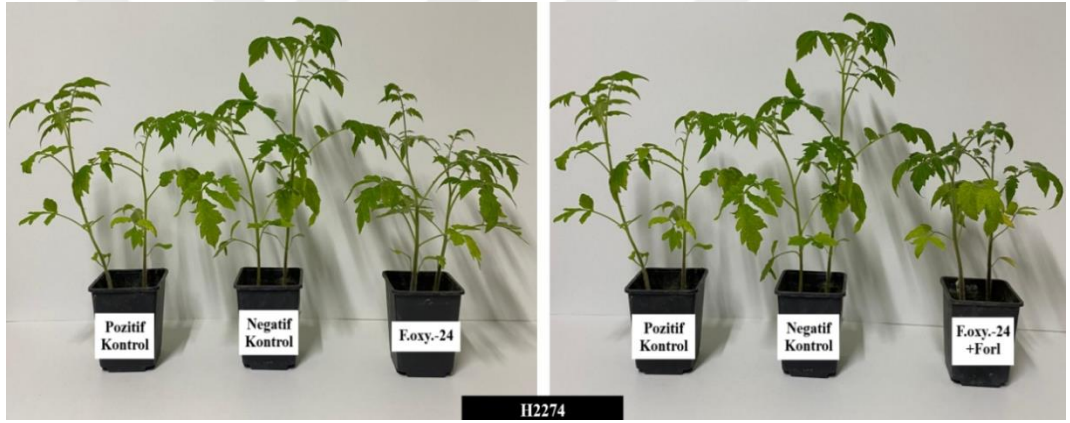 Pozitif
Kontrol
Negatif
Kontrol
F.oxy.-24
Pozitif
Kontrol
Negatif
Kontrol
F.oxy.-24
+Forl
H2274